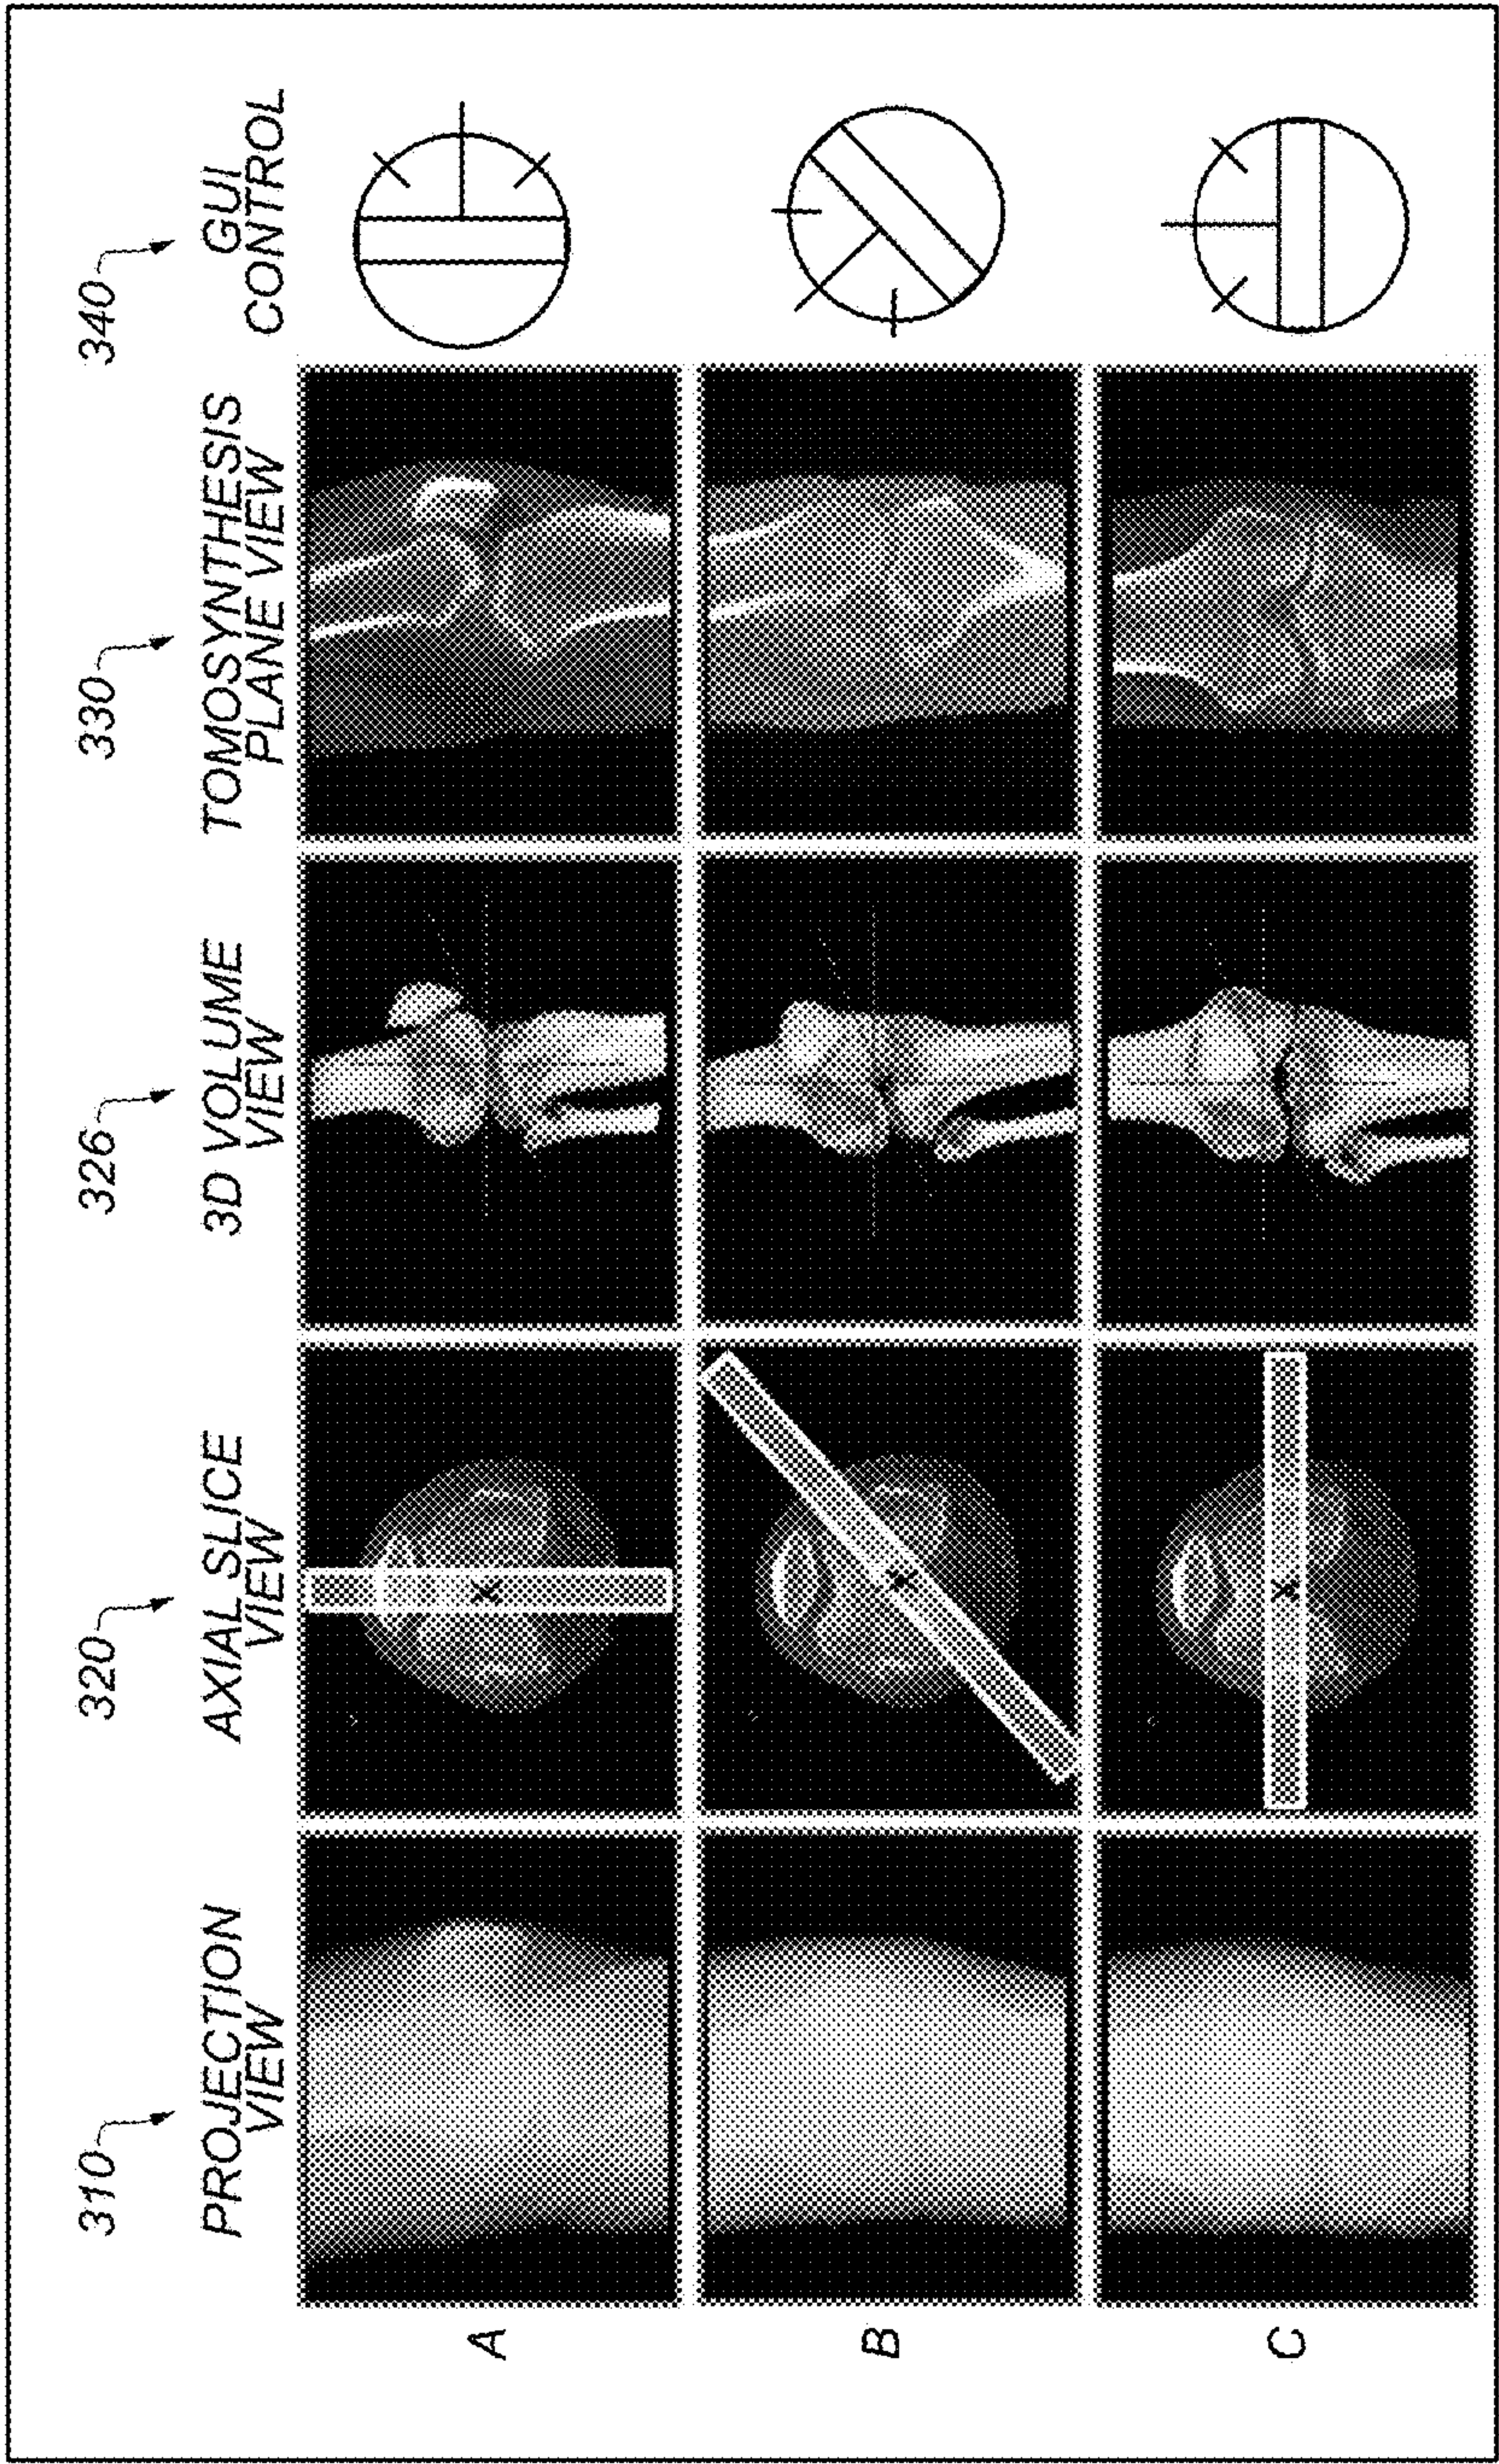 310
320
326
330
340
PROJECTION
VIEW
AXIAL SLICE
VIEW
3D VOLUME
VIEW
TOMOSYNTHESIS
PLANE VIEW
GUI
CONTROL
A
B
C